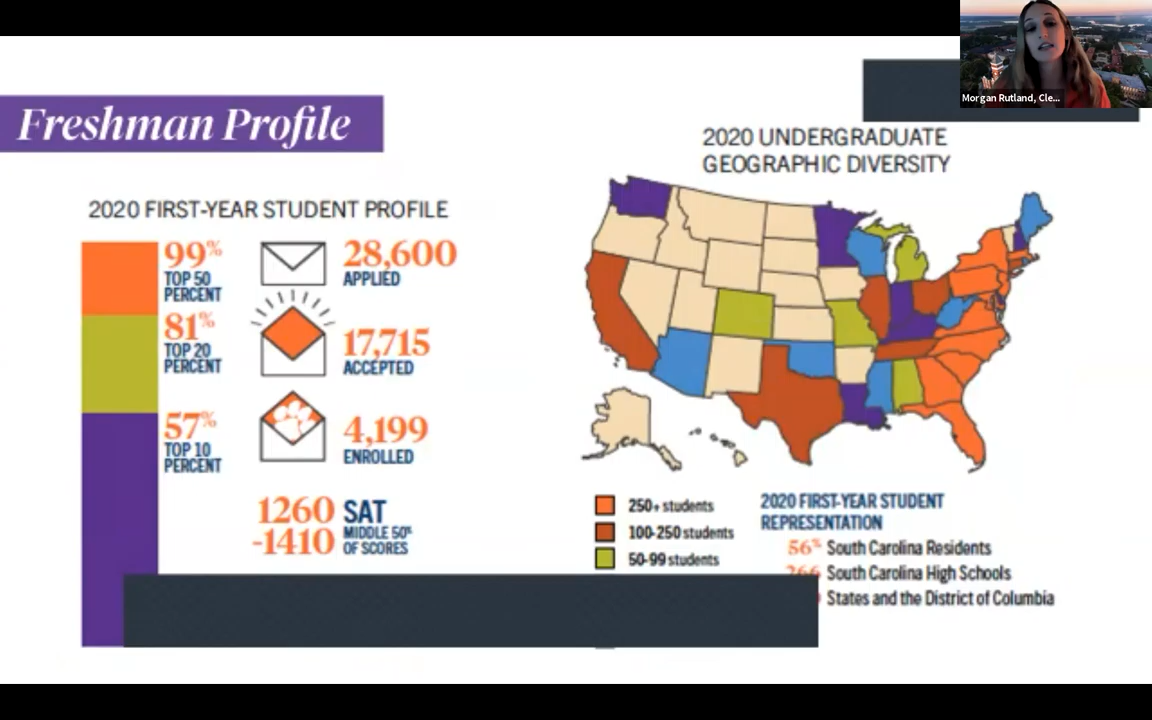 Morgan Rutland, Cle...
Freshman Profile
2020 FIRST-YEAR STUDENT PROFILE
99%
TOP 50
PERCENT
81%
TOP 20
PERCENT
57%
TOP 10
PERCENT
28,600
APPLIED
17,715
ACCEPTED
4,199
ENROLLED
1260
-1410
SAT
MIDDLE 50%
OF SCORES
2020 UNDERGRADUATE
GEOGRAPHIC DIVERSITY
250+ students
100-250 students
50-99 students
2020 FIRST-YEAR STUDENT
REPRESENTATION
56% South Carolina Residents
266 South Carolina High Schools
States and the District of Columbia